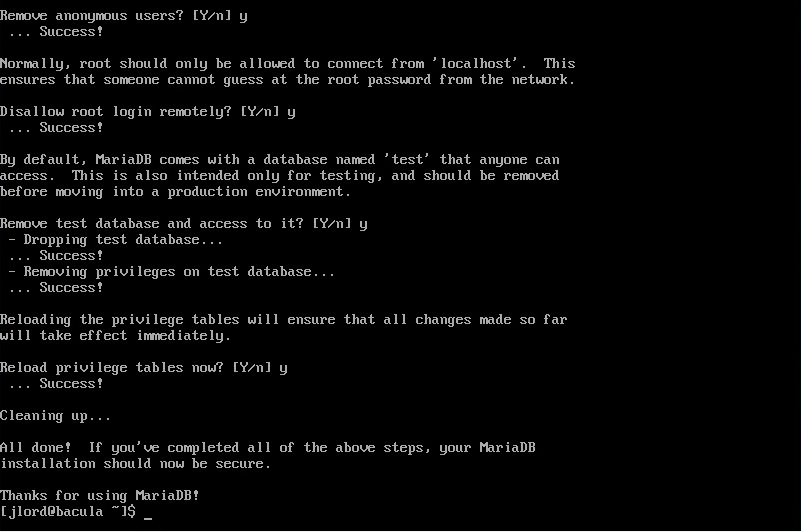 Remove anonymous users? [Y/n] y
 ... Success!
Normally, root should only be allowed to connect from 'localhost'.  This
ensures that someone cannot guess at the root password from the network.
Disallow root login remotely? [Y/n] y
 ... Success!
By default, MariaDB comes with a database named 'test' that anyone can
access.  This is also intended only for testing, and should be removed
before moving into a production environment.
Remove test database and access to it? [Y/n] y
 - Dropping test database...
 ... Success!
 - Removing privileges on test database...
 ... Success!
Reloading the privilege tables will ensure that all changes made so far
will take effect immediately.
Reload privilege tables now? [Y/n] y
 ... Success!
Cleaning up...
All done!  If you've completed all of the above steps, your MariaDB
installation should now be secure.
Thanks for using MariaDB!
[jlord@bacula ~]$ _